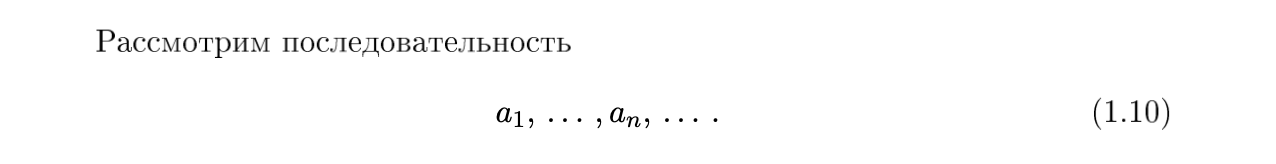 Рассмотрим последовательность
a₁, … , aₙ, … . (1.10)